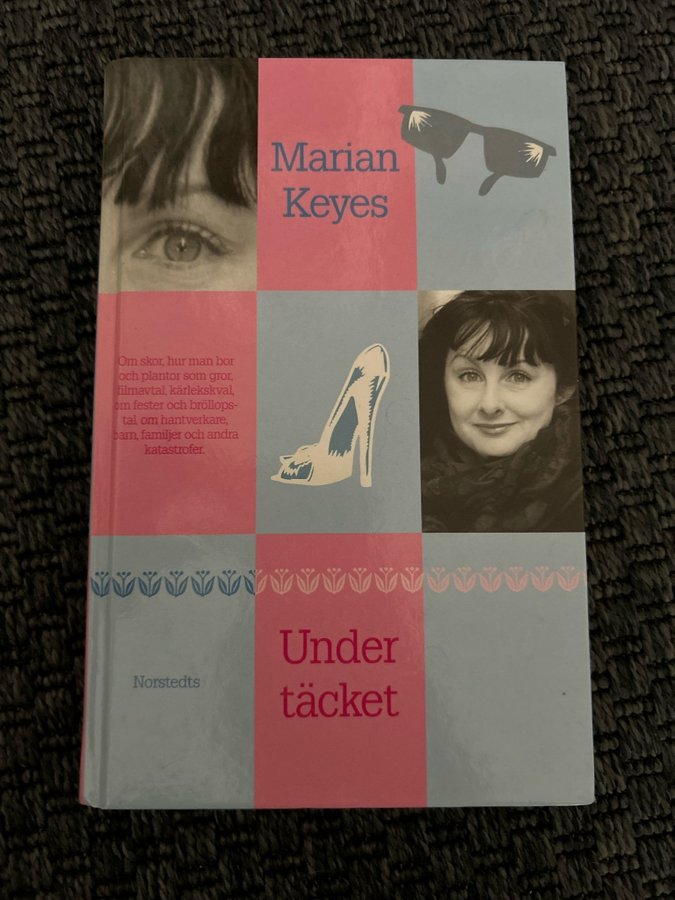 Marian
Keyes
Om skor, hur man bor
och plantor som gror,
filmavtal, kärlekskval,
om fester och bröllops-
tal, om hantverkare,
barn, familjer och andra
katastrofer.
Norstedts
Under
täcket